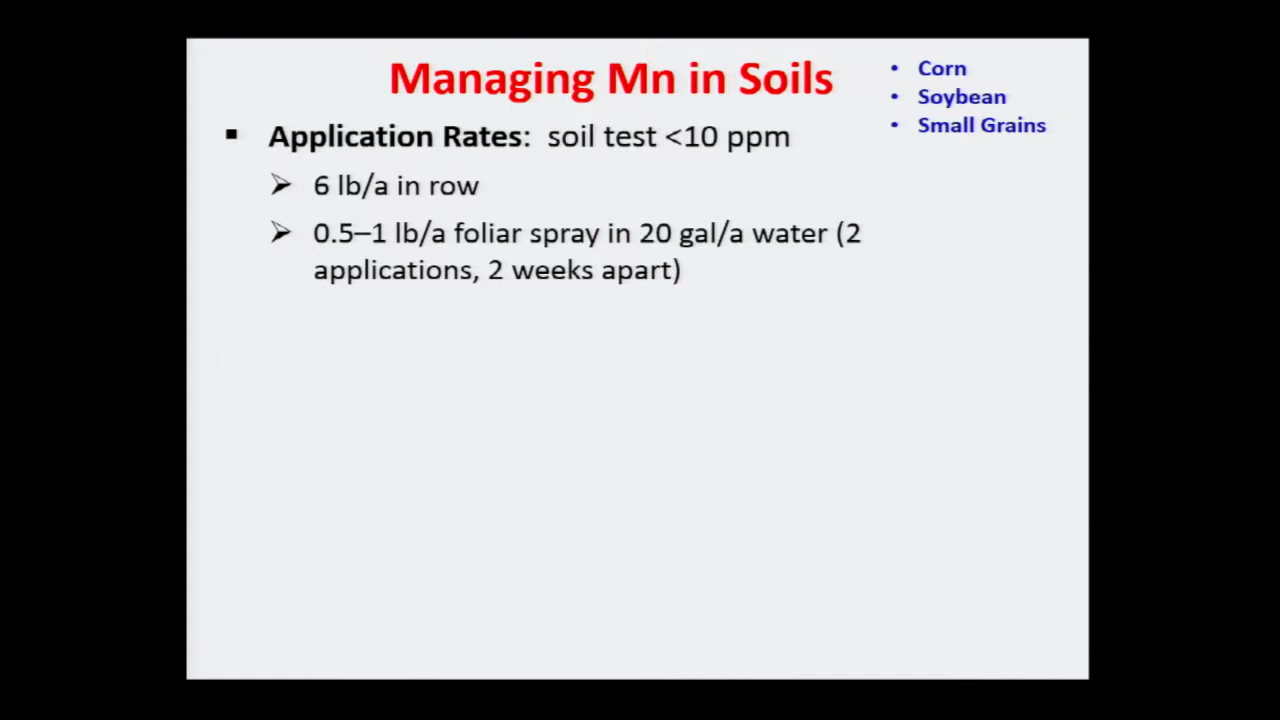 Managing Mn in Soils
• Corn
• Soybean
• Small Grains
▪ Application Rates: soil test <10 ppm
➢ 6 lb/a in row
➢ 0.5–1 lb/a foliar spray in 20 gal/a water (2
applications, 2 weeks apart)